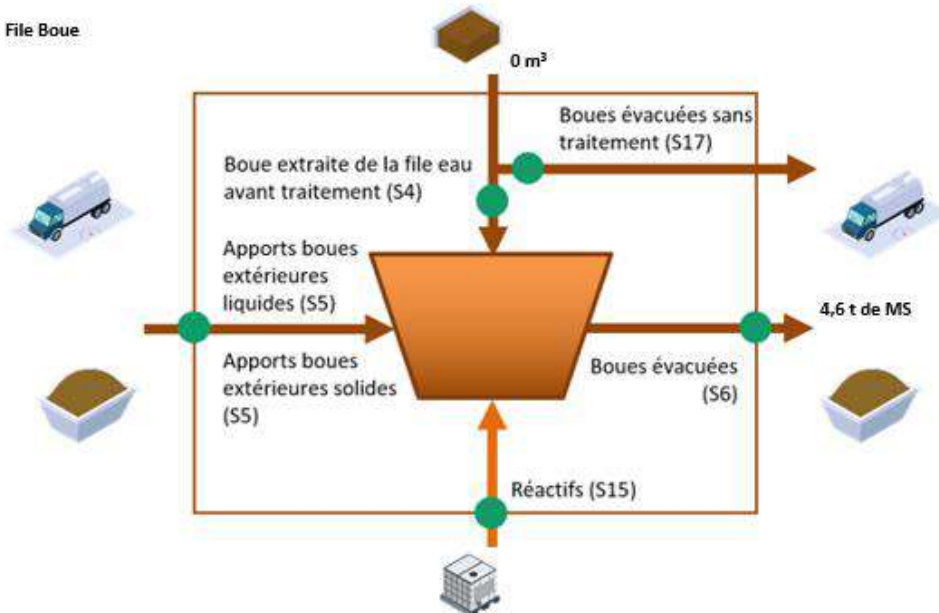 File Boue
0 m³
Boues évacuées sans
traitement (S17)
Boue extraite de la file eau
avant traitement (S4)
Apports boues
extérieures
liquides (S5)
4,6 t de MS
Apports boues
extérieures solides
(S5)
Boues évacuées
(S6)
Réactifs (S15)